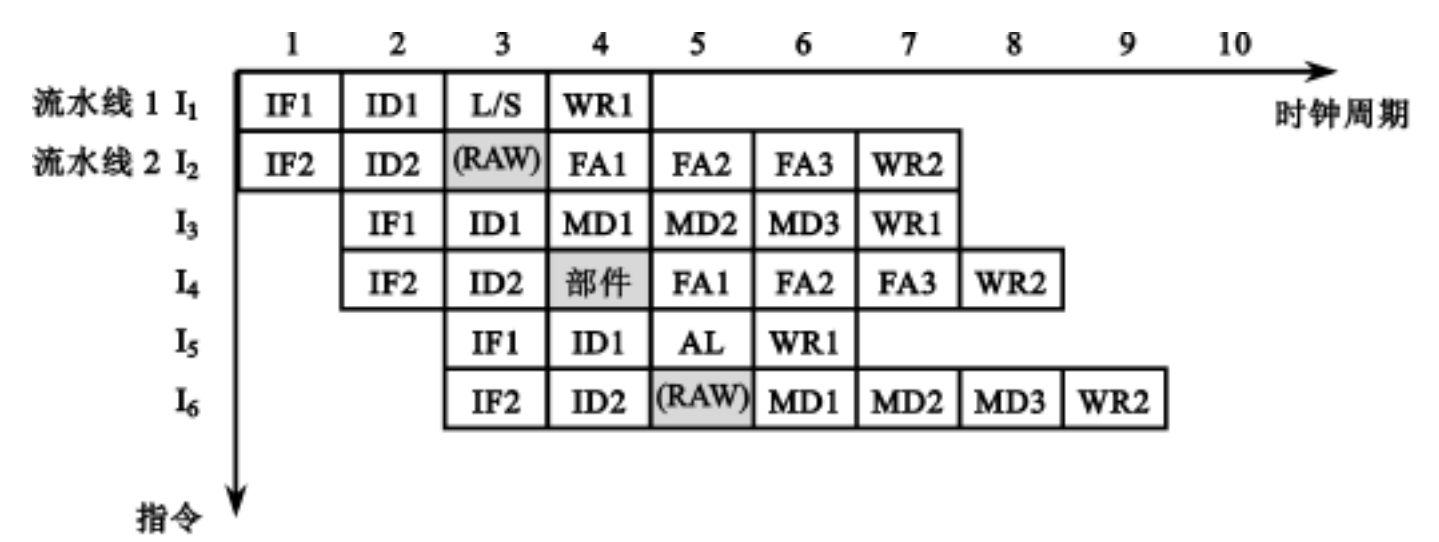 1 2 3 4 5 6 7 8 9 10
时钟周期
流水线 1 I₁ IF1 ID1 L/S WR1
流水线 2 I₂ IF2 ID2 (RAW) FA1 FA2 FA3 WR2
I₃ IF1 ID1 MD1 MD2 MD3 WR1
I₄ IF2 ID2 部件 FA1 FA2 FA3 WR2
I₅ IF1 ID1 AL WR1
I₆ IF2 ID2 (RAW) MD1 MD2 MD3 WR2
指令